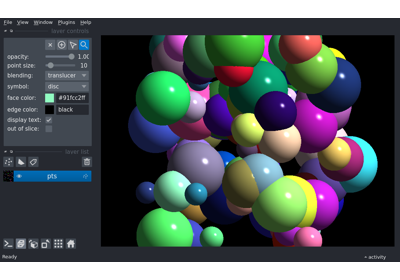 File View Window Plugins Help
layer controls
opacity: 1.00
point size: 10
blending: translucer
symbol: disc
face color: #91fcc2ff
edge color: black
display text:
out of slice:
layer list
pts
Ready
activity